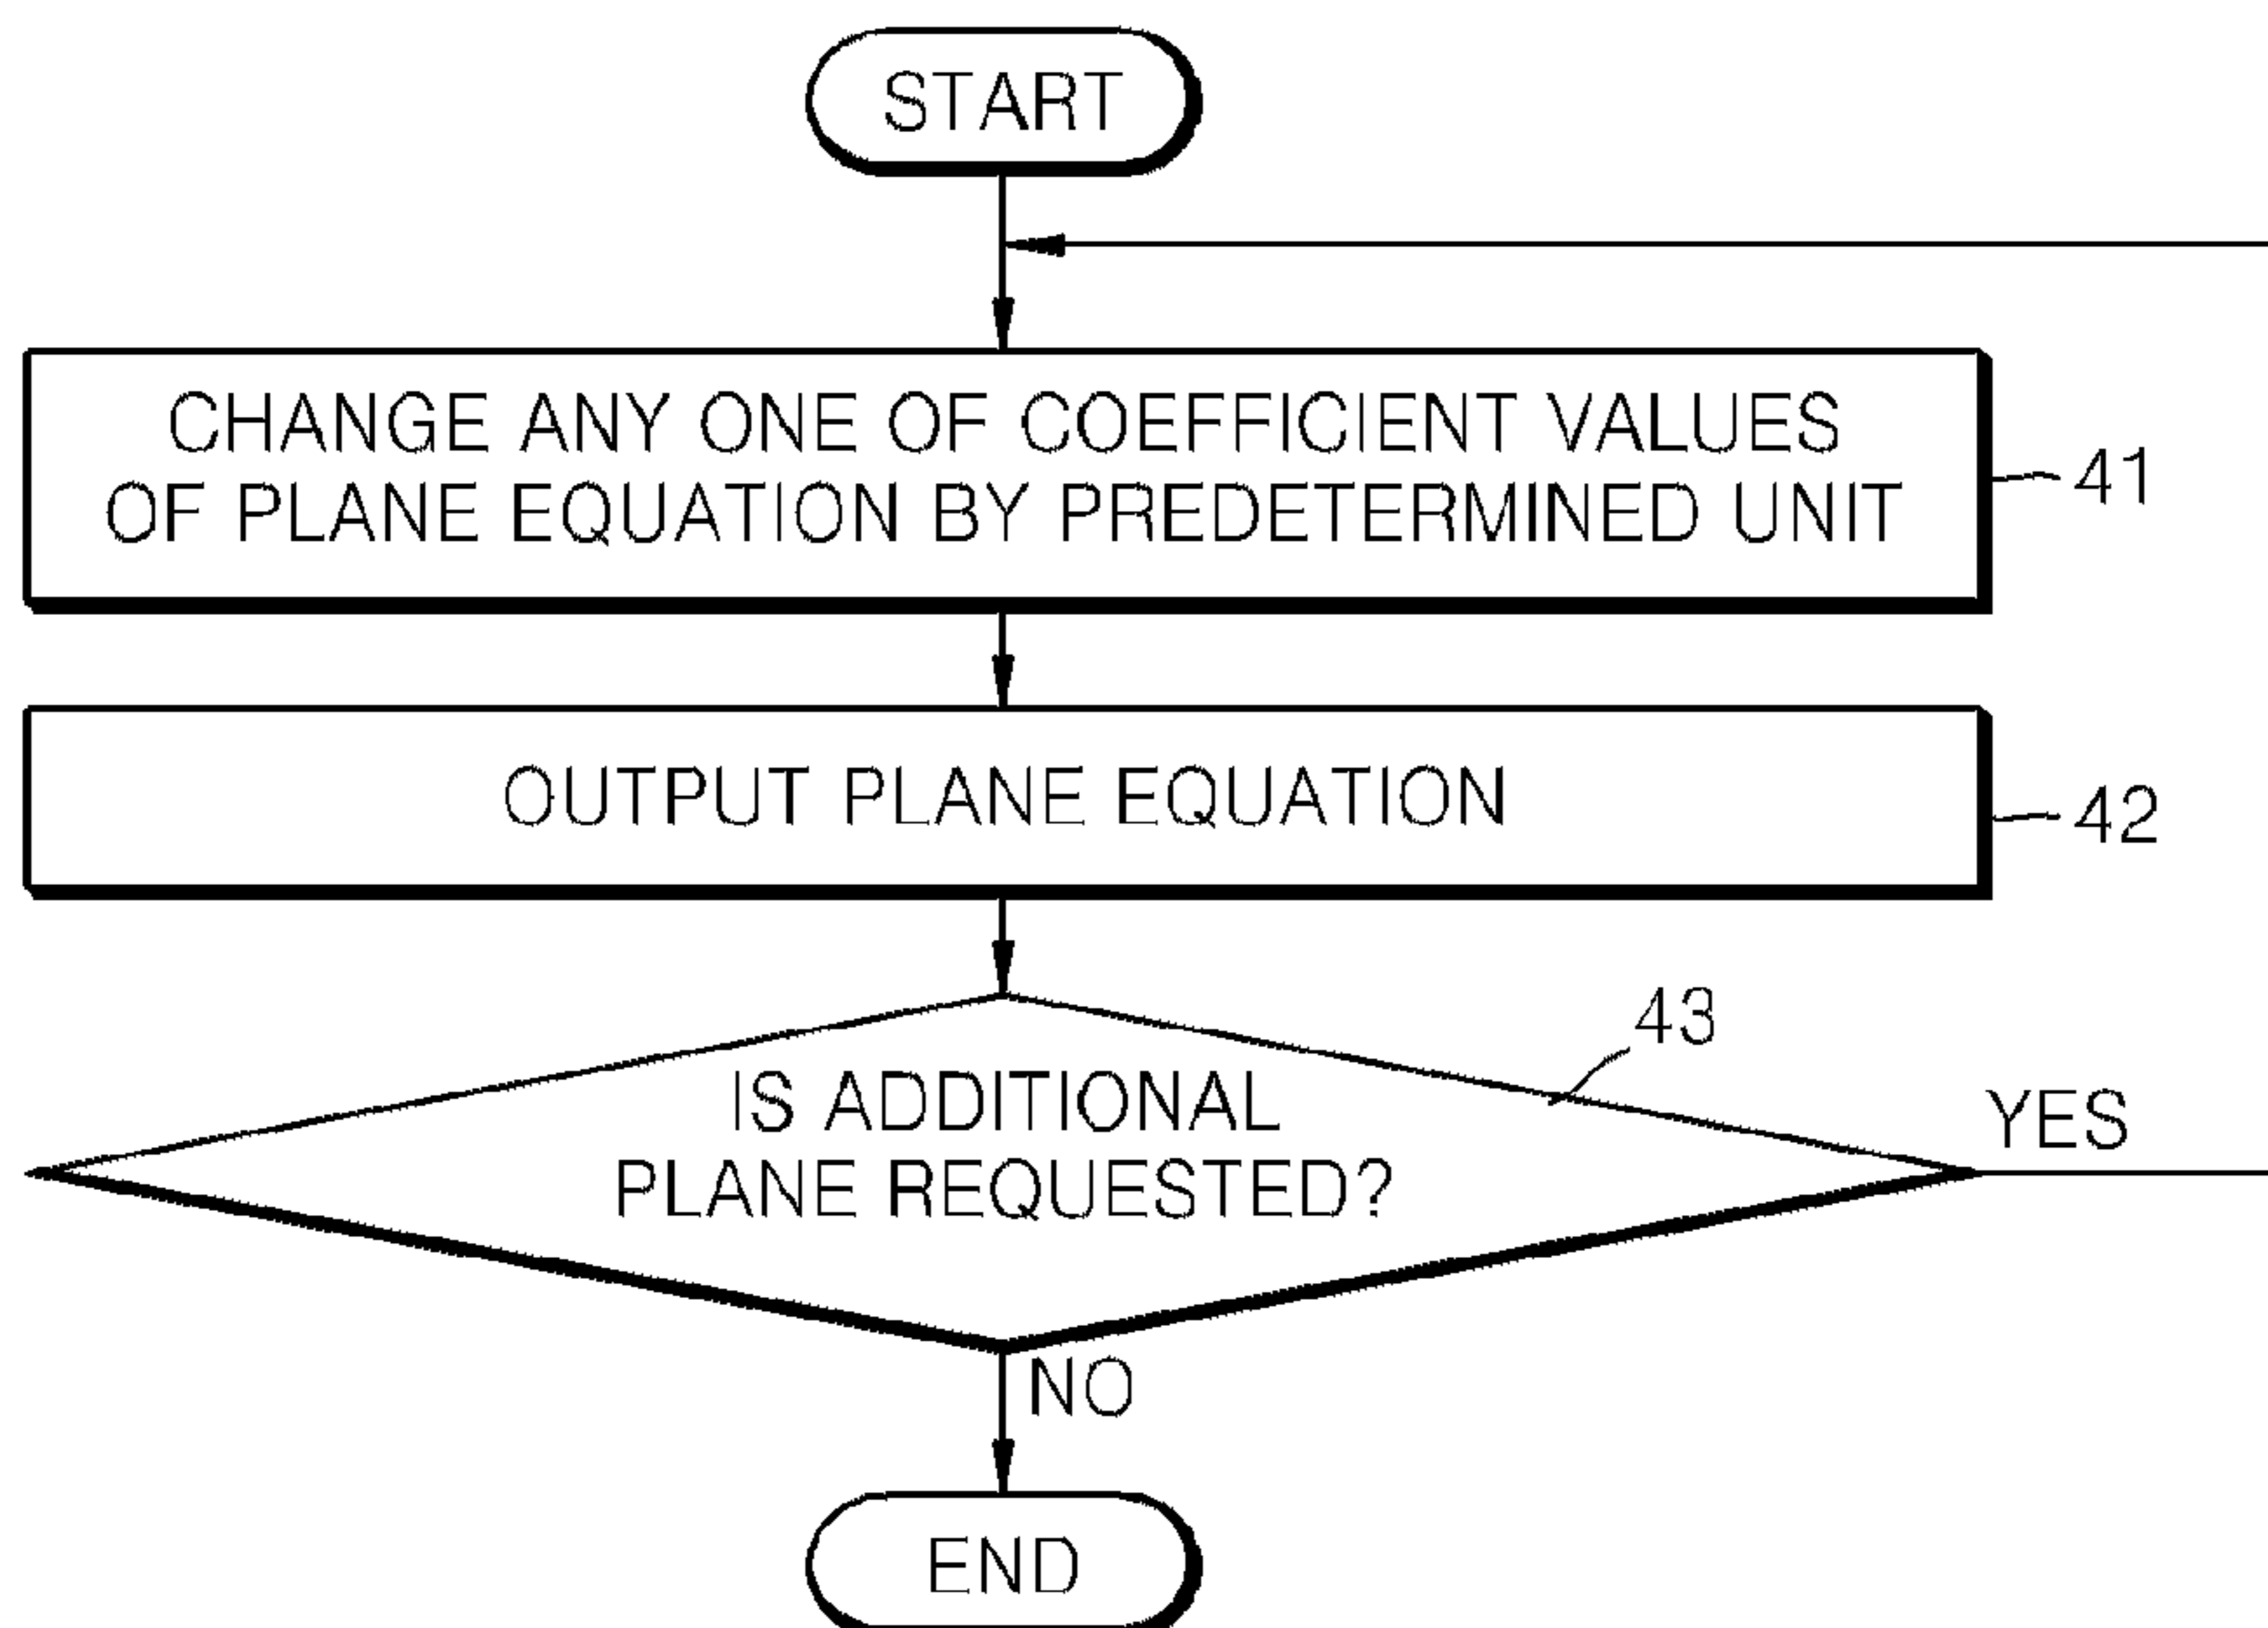 START
CHANGE ANY ONE OF COEFFICIENT VALUES
OF PLANE EQUATION BY PREDETERMINED UNIT
41
OUTPUT PLANE EQUATION
42
43
IS ADDITIONAL
PLANE REQUESTED?
YES
NO
END